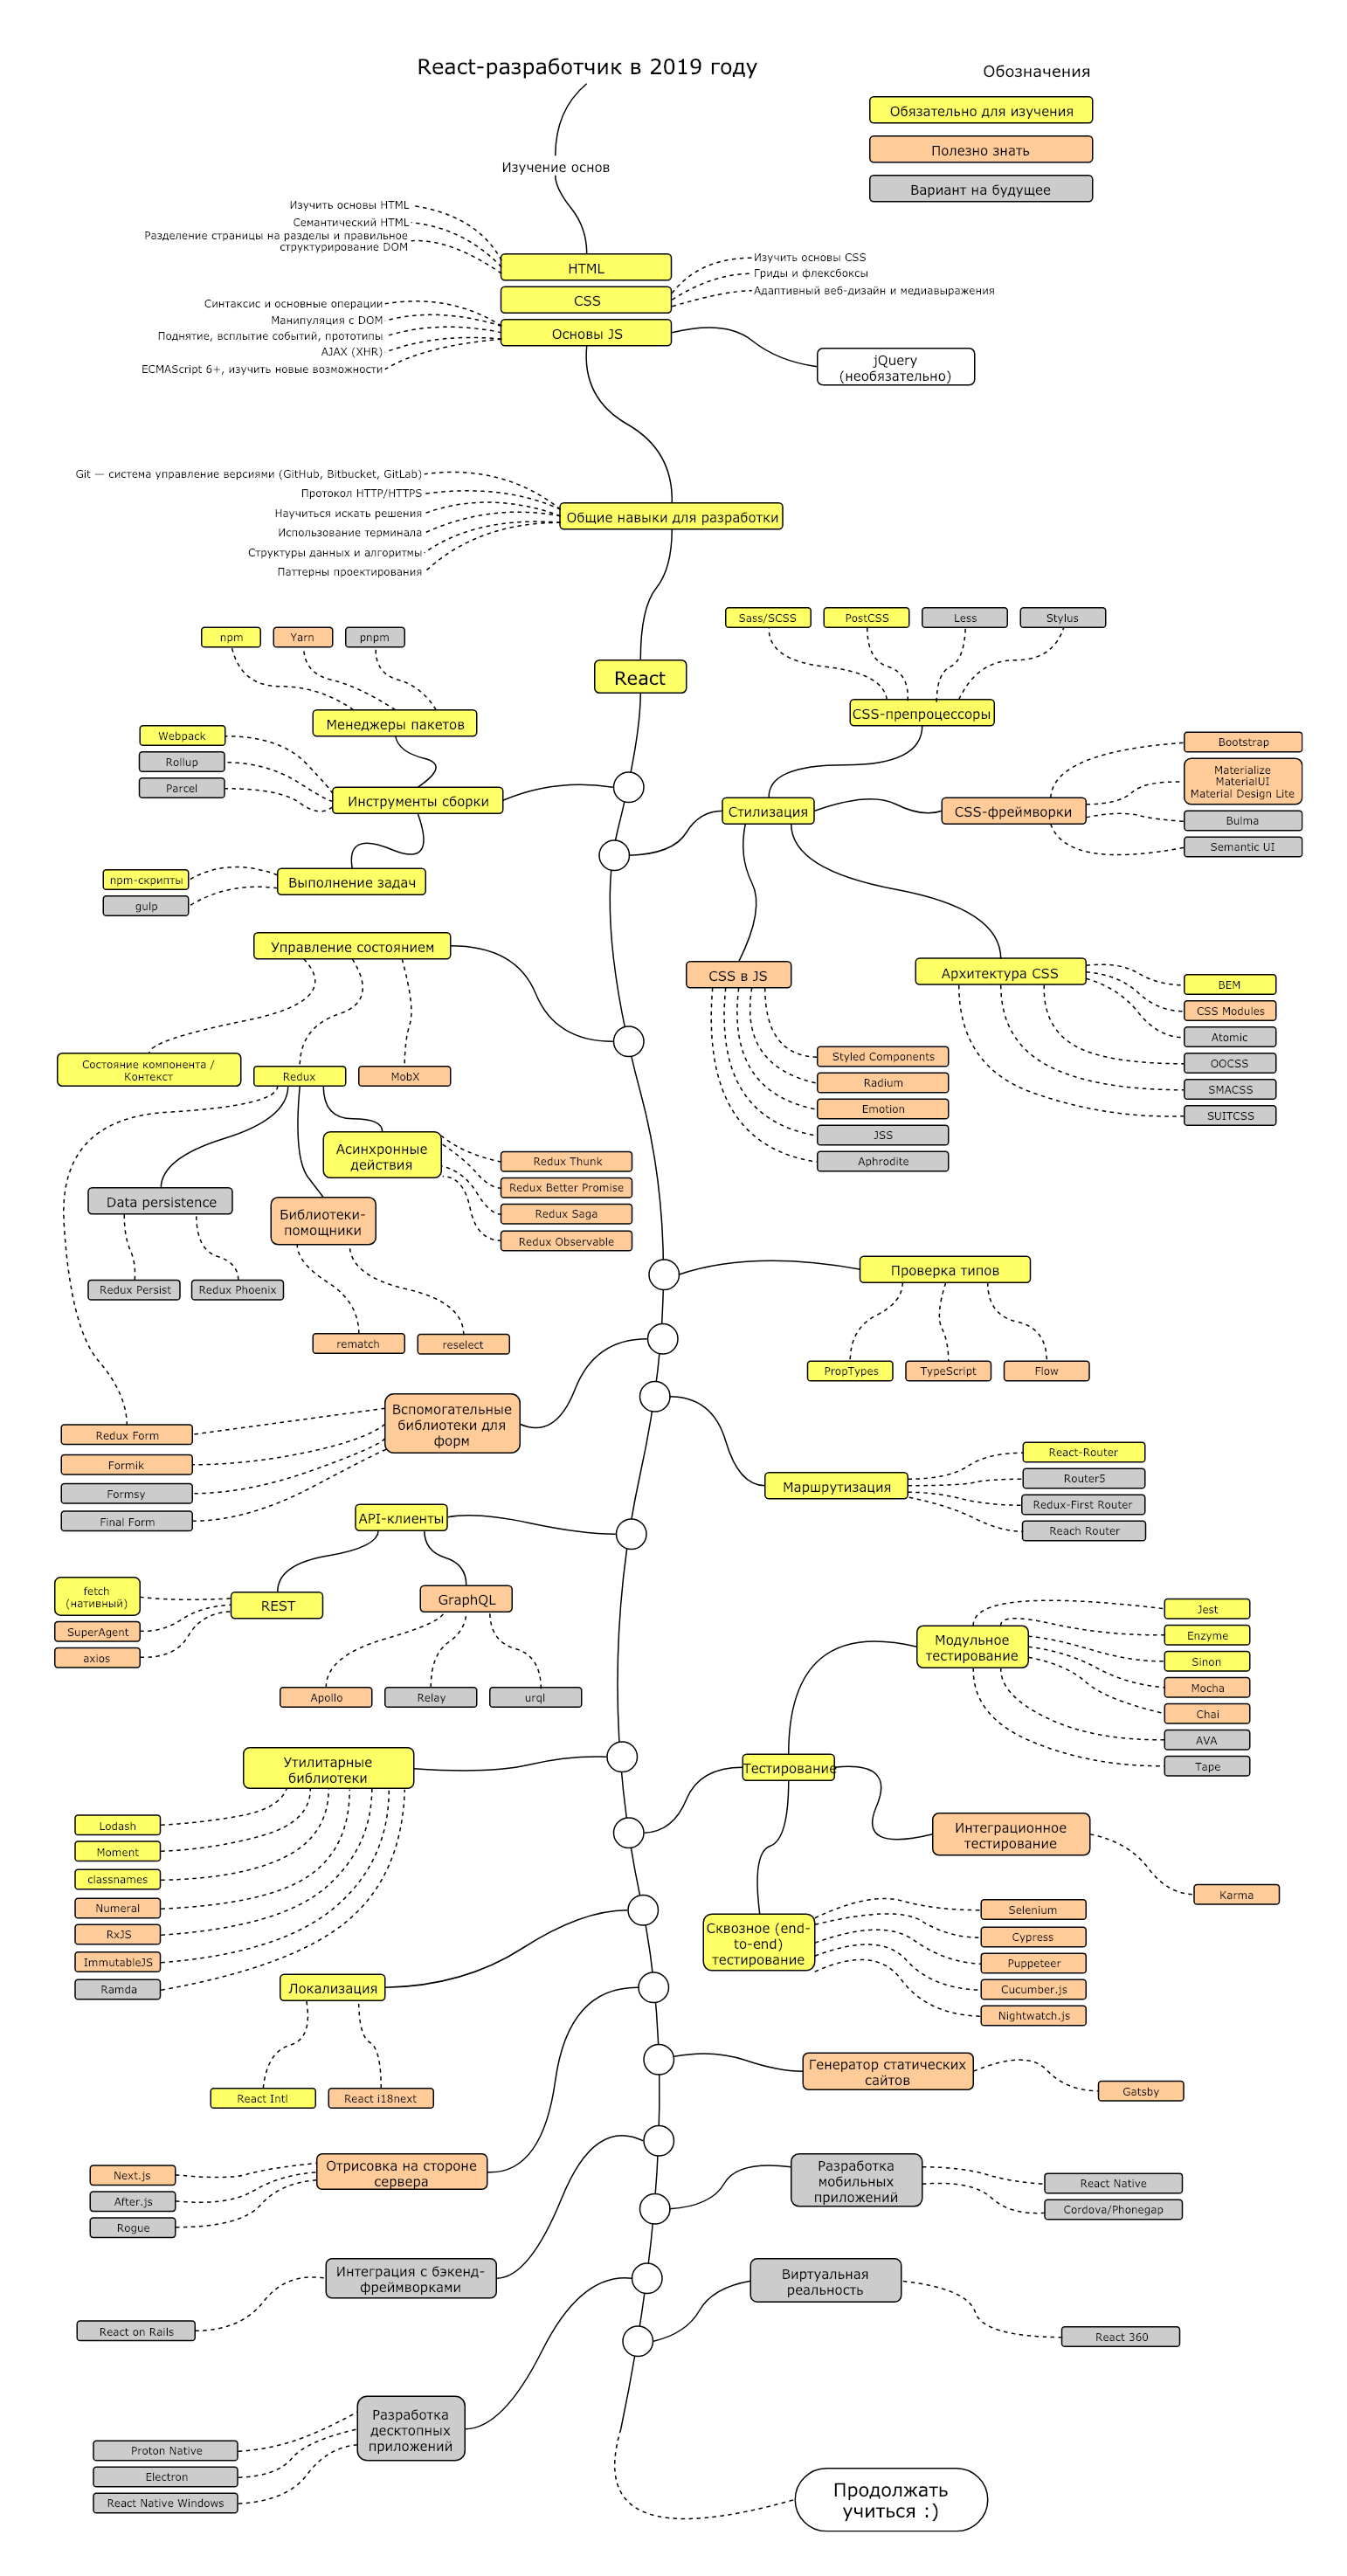 React-разработчик в 2019 году
Обозначения
Обязательно для изучения
Полезно знать
Вариант на будущее
Изучение основ
Изучить основы HTML
Семантический HTML
Разделение страницы на разделы и правильное
структурирование DOM
HTML
Изучить основы CSS
Гриды и флексбоксы
Адаптивный веб-дизайн и медиавыражения
CSS
Синтаксис и основные операции
Манипуляция с DOM
Поднятие, всплытие событий, прототипы
AJAX (XHR)
ECMAScript 6+, изучить новые возможности
Основы JS
jQuery
(необязательно)
Git — система управление версиями (GitHub, Bitbucket, GitLab)
Протокол HTTP/HTTPS
Научиться искать решения
Использование терминала
Структуры данных и алгоритмы
Паттерны проектирования
Общие навыки для разработки
React
npm
Yarn
pnpm
Менеджеры пакетов
Webpack
Rollup
Parcel
Инструменты сборки
npm-скрипты
gulp
Выполнение задач
Sass/SCSS
PostCSS
Less
Stylus
CSS-препроцессоры
Стилизация
CSS-фреймворки
Bootstrap
Materialize
MaterialUI
Material Design Lite
Bulma
Semantic UI
CSS в JS
Styled Components
Radium
Emotion
JSS
Aphrodite
Архитектура CSS
BEM
CSS Modules
Atomic
OOCSS
SMACSS
SUITCSS
Управление состоянием
Состояние компонента /
Контекст
Redux
MobX
Асинхронные
действия
Redux Thunk
Redux Better Promise
Redux Saga
Redux Observable
Data persistence
Redux Persist
Redux Phoenix
Библиотеки-
помощники
rematch
reselect
Проверка типов
PropTypes
TypeScript
Flow
Вспомогательные
библиотеки для
форм
Redux Form
Formik
Formsy
Final Form
Маршрутизация
React-Router
Router5
Redux-First Router
Reach Router
API-клиенты
REST
fetch
(нативный)
SuperAgent
axios
GraphQL
Apollo
Relay
urql
Модульное
тестирование
Jest
Enzyme
Sinon
Mocha
Chai
AVA
Tape
Тестирование
Интеграционное
тестирование
Karma
Сквозное (end-
to-end)
тестирование
Selenium
Cypress
Puppeteer
Cucumber.js
Nightwatch.js
Утилитарные
библиотеки
Lodash
Moment
classnames
Numeral
RxJS
ImmutableJS
Ramda
Локализация
React Intl
React i18next
Генератор статических
сайтов
Gatsby
Отрисовка на стороне
сервера
Next.js
After.js
Rogue
Разработка
мобильных
приложений
React Native
Cordova/Phonegap
Интеграция с бэкенд-
фреймворками
React on Rails
Виртуальная
реальность
React 360
Разработка
десктопных
приложений
Proton Native
Electron
React Native Windows
Продолжать
учиться :)